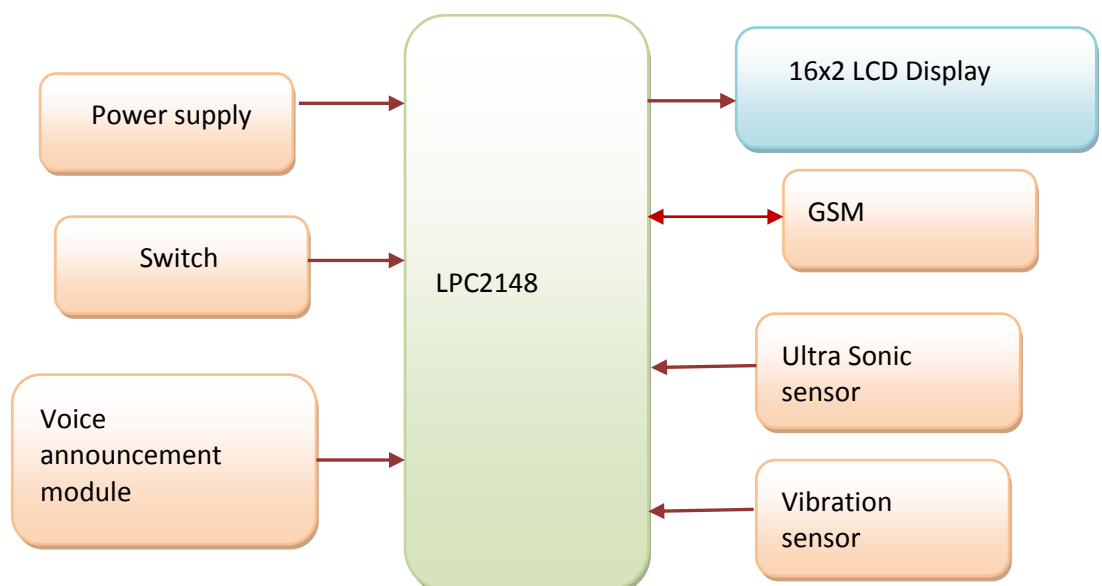 Power supply
Switch
Voice
announcement
module
LPC2148
16x2 LCD Display
GSM
Ultra Sonic
sensor
Vibration
sensor